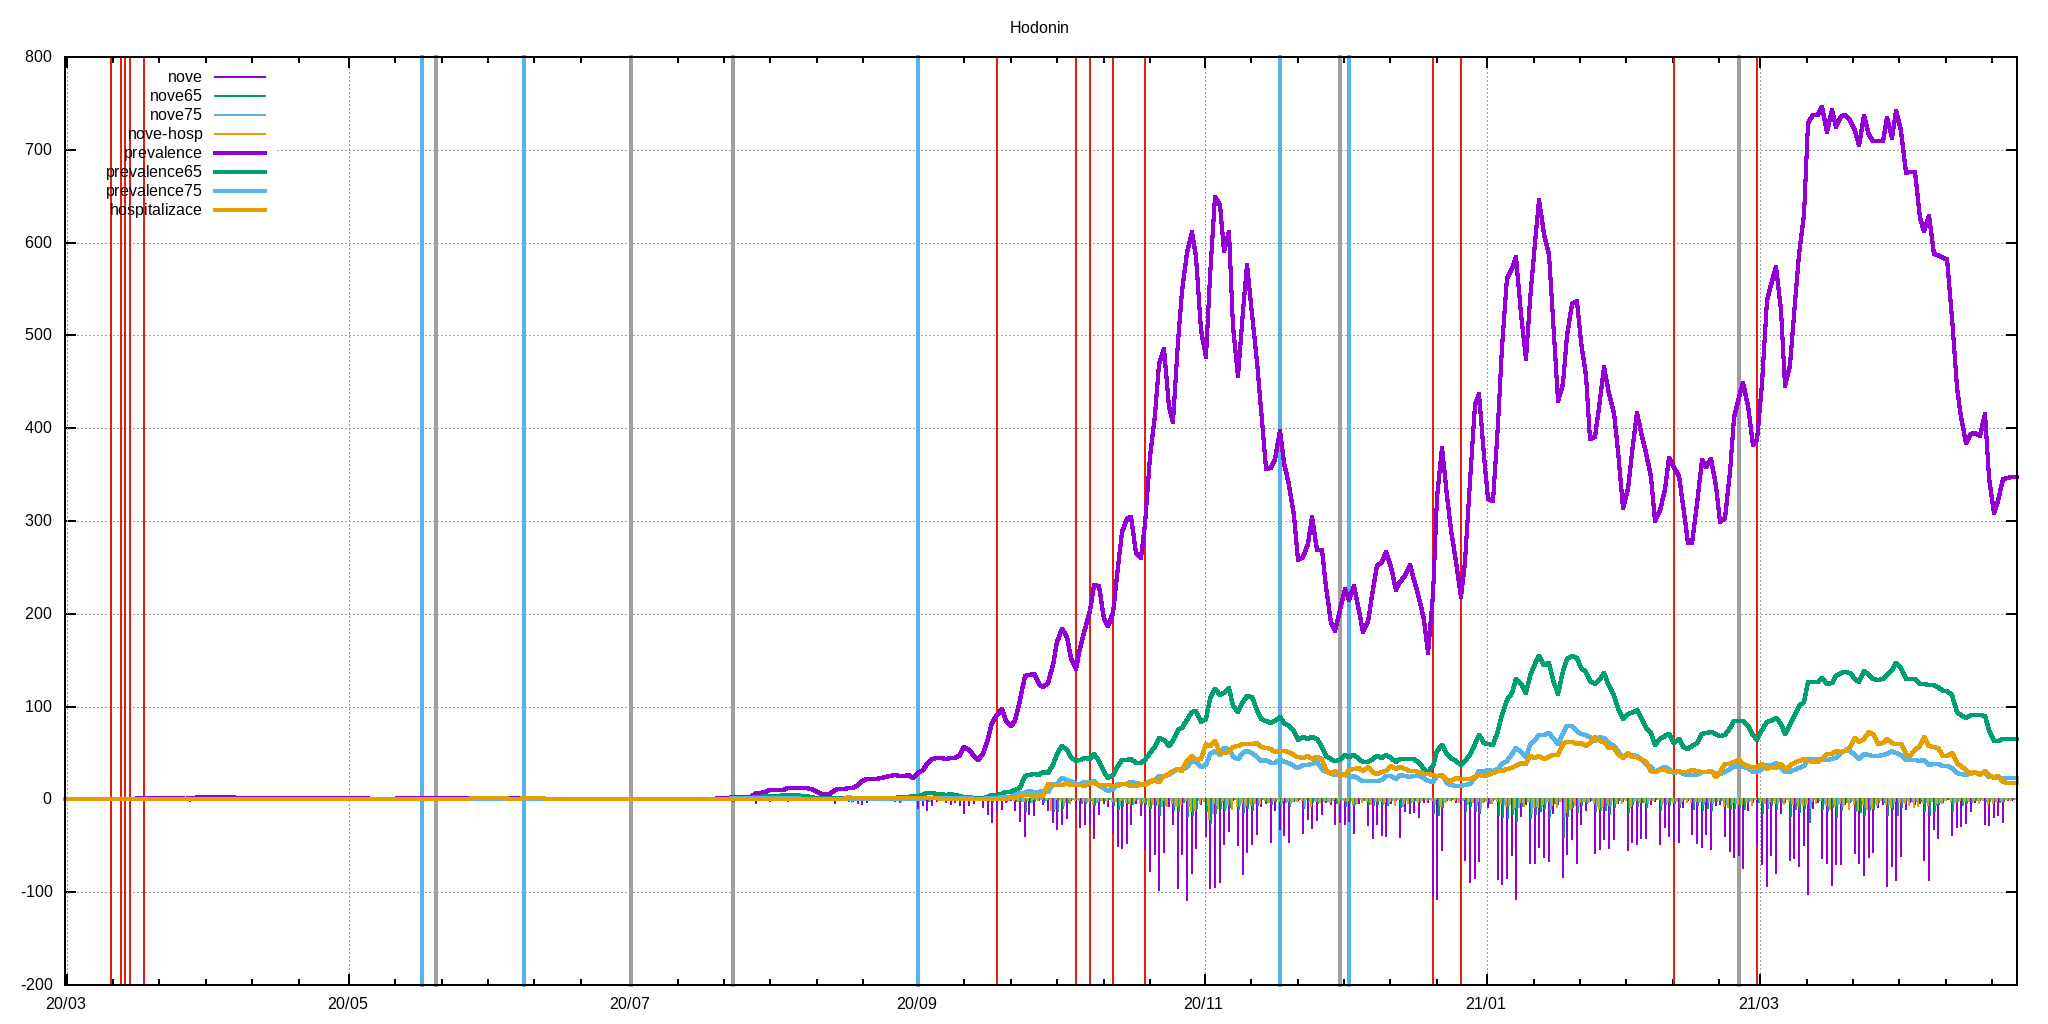 Hodonin
800
700
600
500
400
300
200
100
0
-100
-200
nove
nove65
nove75
nove-hosp
prevalence
prevalence65
prevalence75
hospitalizace
20/03
20/05
20/07
20/09
20/11
21/01
21/03